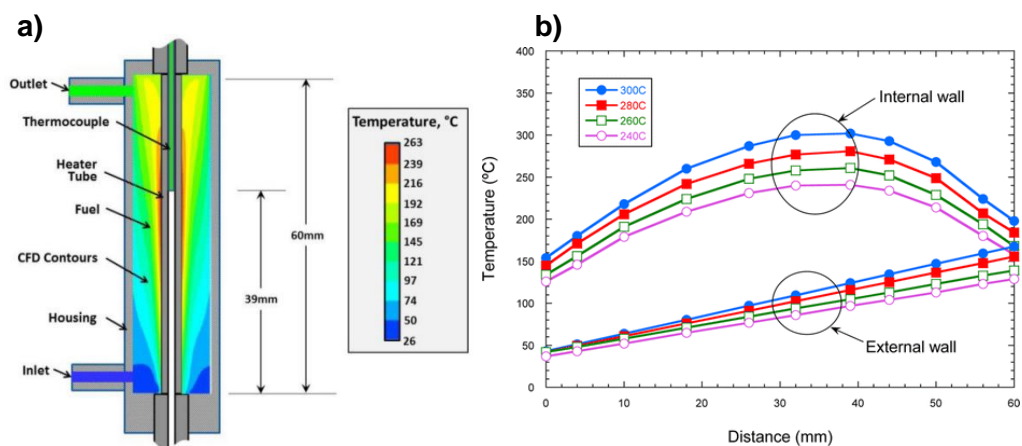 a)
Outlet
Thermocouple
Heater
Tube
Fuel
CFD Contours
Housing
Inlet
39mm
60mm
Temperature, °C
263
239
216
192
169
145
121
97
74
50
26
b)
400
350
300
250
200
150
100
50
0
Temperature (ºC)
300C
280C
260C
240C
Internal wall
External wall
0
10
20
30
40
50
60
Distance (mm)